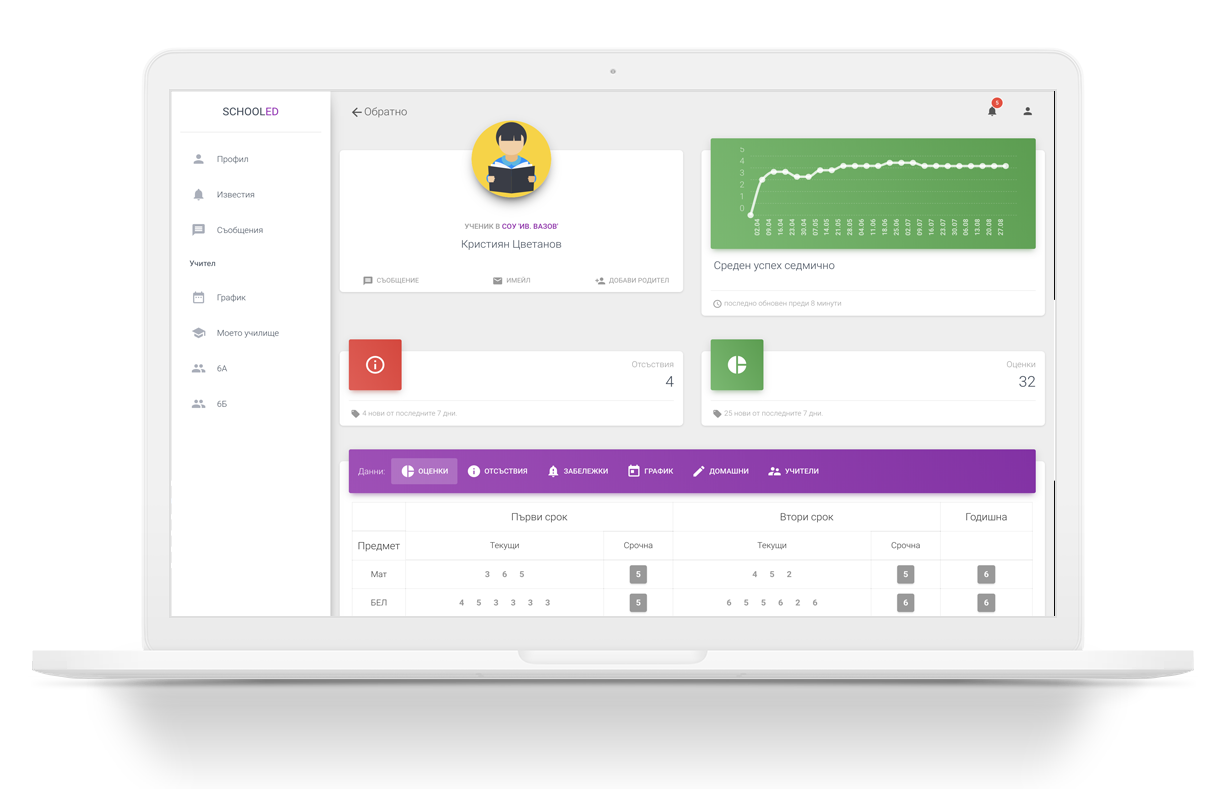 SCHOOLED
Профил
Известия
Съобщения
Учител
График
Моето училище
6А
6Б
Обратно
5
УЧЕНИК В СОУ 'ИВ. ВАЗОВ'
Кристиян Цветанов
СЪОБЩЕНИЕ ИМЕЙЛ ДОБАВИ РОДИТЕЛ
5
4
3
2
1
0
02.04 09.04 16.04 23.04 30.04 07.05 14.05 21.05 28.05 04.06 11.06 18.06 25.06 02.07 09.07 16.07 23.07 30.07 06.08 13.08 20.08 27.08
Среден успех седмично
последно обновен преди 8 минути
Отсъствия
4
4 нови от последните 7 дни.
Оценки
32
25 нови от последните 7 дни.
Данни: ОЦЕНКИ ОТСЪСТВИЯ ЗАБЕЛЕЖКИ ГРАФИК ДОМАШНИ УЧИТЕЛИ
Първи срок Втори срок Годишна
Предмет Текущи Срочна Текущи Срочна
Мат 3 6 5 5 4 5 2 5 6
БЕЛ 4 5 3 3 3 3 5 6 5 5 6 2 6 6 6